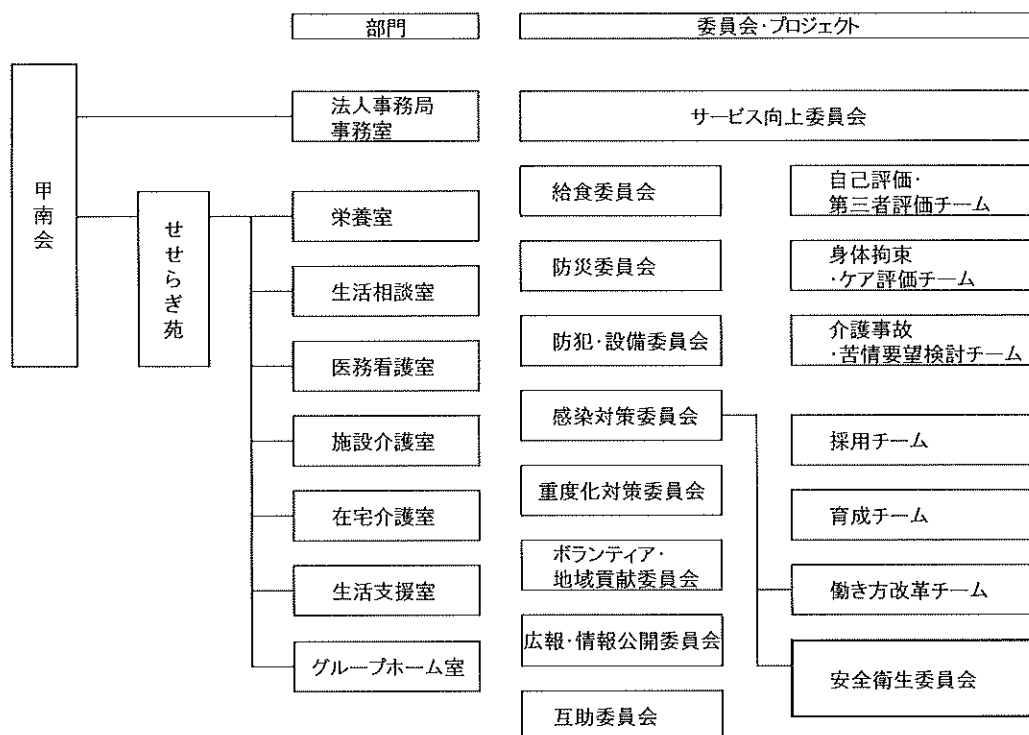 部門
委員会・プロジェクト
甲南会
法人事務局
事務室
サービス向上委員会
せせらぎ苑
栄養室
給食委員会
自己評価・
第三者評価チーム
生活相談室
防災委員会
身体拘束
・ケア評価チーム
医務看護室
防犯・設備委員会
介護事故
・苦情要望検討チーム
施設介護室
感染対策委員会
採用チーム
在宅介護室
重度化対策委員会
育成チーム
生活支援室
ボランティア・
地域貢献委員会
働き方改革チーム
グループホーム室
広報・情報公開委員会
安全衛生委員会
互助委員会